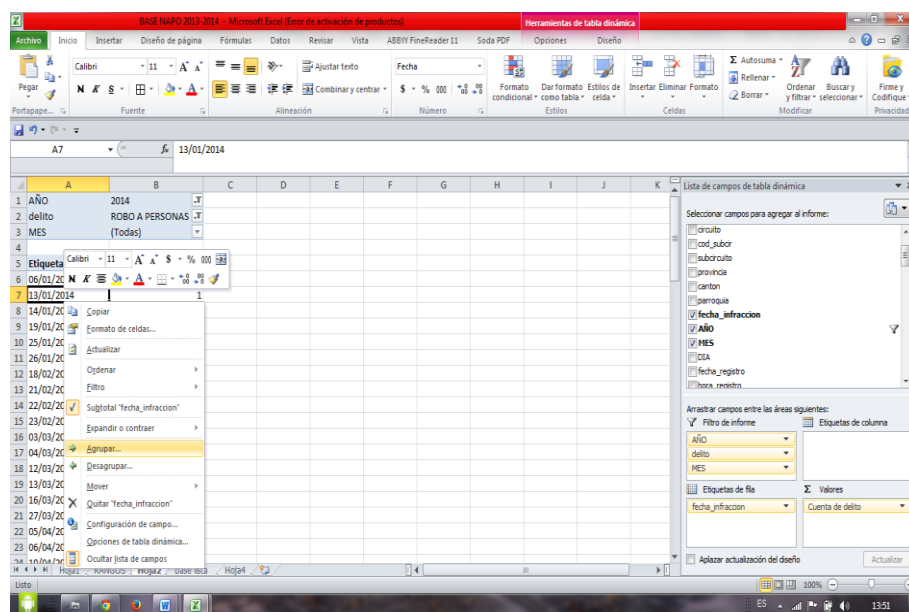 BASE NAPO 2013-2014 - Microsoft Excel (Error de activación de productos)
Herramientas de tabla dinámica
Archivo Inicio Insertar Diseño de página Fórmulas Datos Revisar Vista ABBYY FineReader 11 Soda PDF Opciones Diseño
Pegar
Calibri 11 A A
N K S A
Ajustar texto
Combinar y centrar
Fecha
$ % 000
Formato condicional
Dar formato como tabla
Estilos de celda
Insertar Eliminar Formato
Σ Autosuma
Rellenar
Borrar
Ordenar y filtrar
Buscar y seleccionar
Firme y Codifique
Portapape... Fuente Alineación Número Estilos Celdas Modificar Privacidad
A7 fx 13/01/2014
A B C D E F G H I J K
1 AÑO 2014
2 delito ROBO A PERSONAS
3 MES (Todas)
4
5 Etiqueta
Calibri 11 A A $ % 000
N K A
6 06/01/20
7 13/01/2014 1
8 14/01/20
9 19/01/20
10 25/01/20
11 26/01/20
12 18/02/20
13 21/02/20
14 22/02/20
15 23/02/20
16 03/03/20
17 04/03/20
18 12/03/20
19 13/03/20
20 16/03/20
21 27/03/20
22 05/04/20
23 06/04/20
24 10/04/20
Copiar
Formato de celdas...
Actualizar
Ordenar
Filtro
Subtotal "fecha_infraccion"
Expandir o contraer
Agrupar...
Desagrupar...
Mover
Quitar "fecha_infraccion"
Configuración de campo...
Opciones de tabla dinámica...
Ocultar lista de campos
Lista de campos de tabla dinámica
Seleccionar campos para agregar al informe:
circuito
cod_subcir
subcircuito
provincia
canton
parroquia
fecha_infraccion
AÑO
MES
DIA
fecha_registro
hora_registro
Arrastrar campos entre las áreas siguientes:
Filtro de informe
Etiquetas de columna
AÑO
delito
MES
Etiquetas de fila
Σ Valores
fecha_infraccion
Cuenta de delito
Aplazar actualización del diseño
Actualizar
Hoja1 RANGOS Hoja2 base lista Hoja4
Listo
100%
ES 13:51